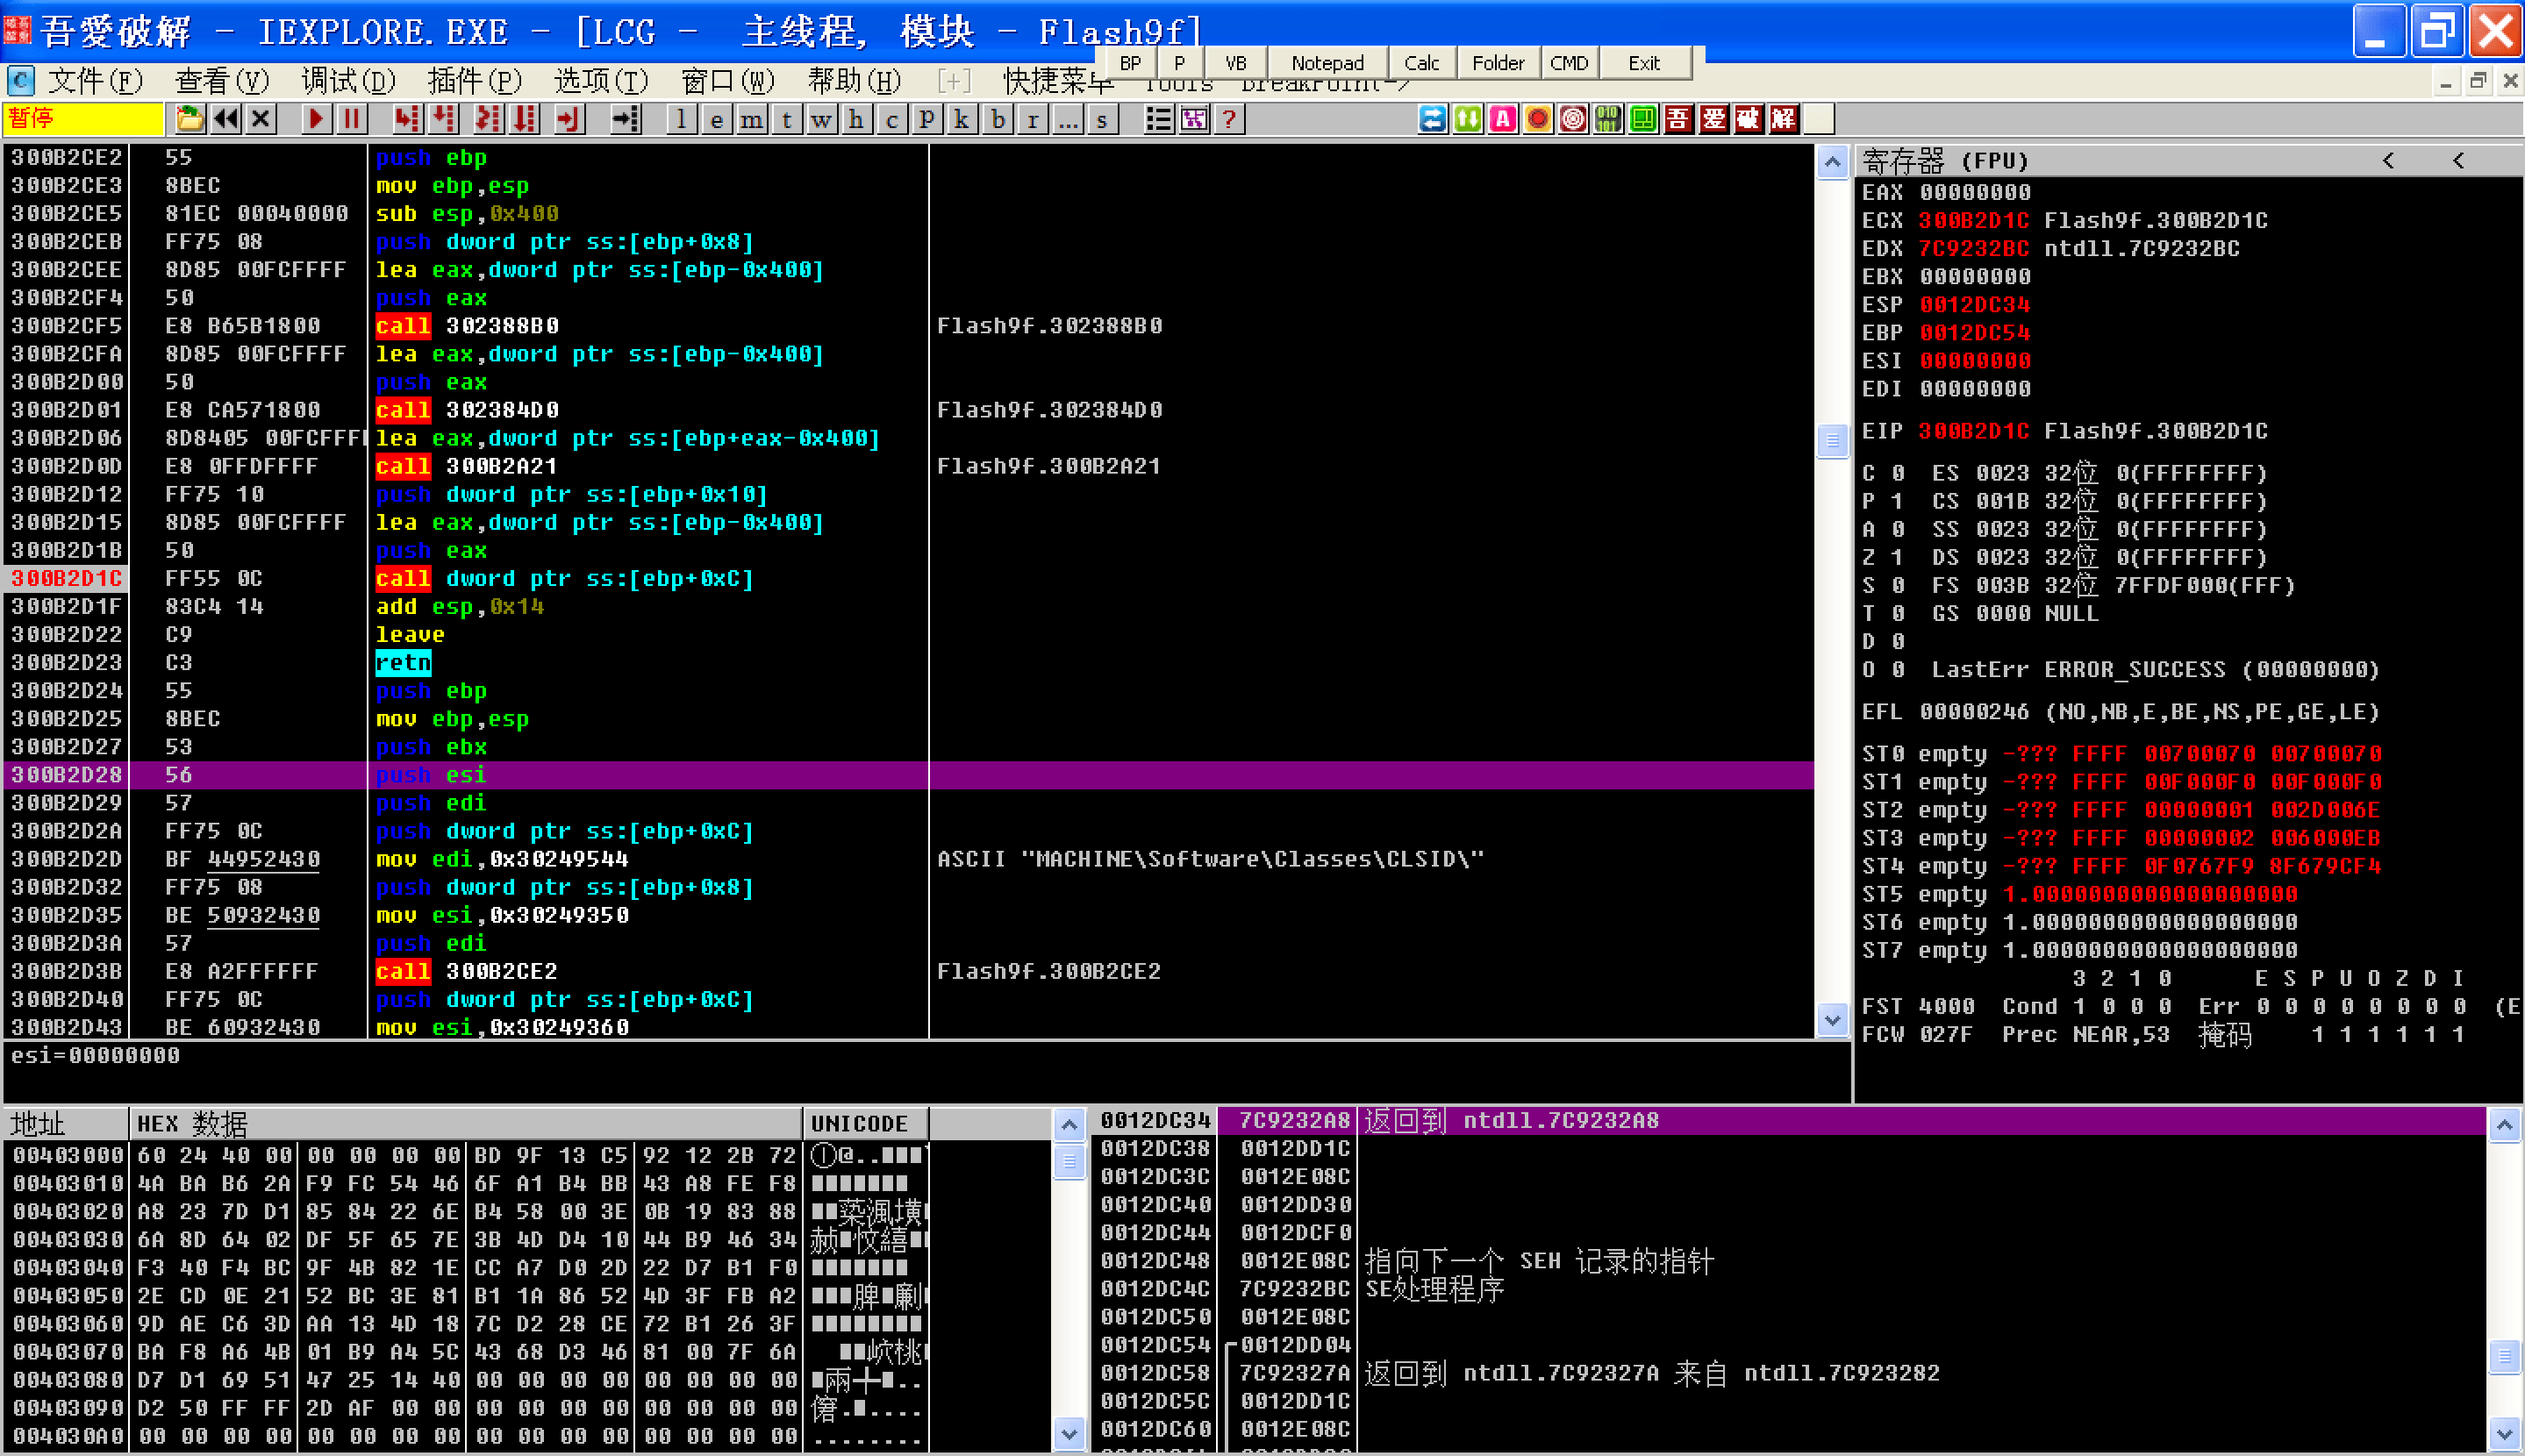 吾愛破解 - IEXPLORE.EXE - [LCG - 主线程, 模块 - Flash9f]
BP P VB Notepad Calc Folder CMD Exit
文件(F) 查看(V) 调试(D) 插件(P) 选项(T) 窗口(W) 帮助(H) [+] 快捷菜单 Tools BreakPoint->
暂停 l e m t w h c p k b r ... s ? A 010 101 吾 爱 破 解
300B2CE2 55 push ebp
300B2CE3 8BEC mov ebp,esp
300B2CE5 81EC 00040000 sub esp,0x400
300B2CEB FF75 08 push dword ptr ss:[ebp+0x8]
300B2CEE 8D85 00FCFFFF lea eax,dword ptr ss:[ebp-0x400]
300B2CF4 50 push eax
300B2CF5 E8 B65B1800 call 302388B0 Flash9f.302388B0
300B2CFA 8D85 00FCFFFF lea eax,dword ptr ss:[ebp-0x400]
300B2D00 50 push eax
300B2D01 E8 CA571800 call 302384D0 Flash9f.302384D0
300B2D06 8D8405 00FCFFF lea eax,dword ptr ss:[ebp+eax-0x400]
300B2D0D E8 0FFDFFFF call 300B2A21 Flash9f.300B2A21
300B2D12 FF75 10 push dword ptr ss:[ebp+0x10]
300B2D15 8D85 00FCFFFF lea eax,dword ptr ss:[ebp-0x400]
300B2D1B 50 push eax
300B2D1C FF55 0C call dword ptr ss:[ebp+0xC]
300B2D1F 83C4 14 add esp,0x14
300B2D22 C9 leave
300B2D23 C3 retn
300B2D24 55 push ebp
300B2D25 8BEC mov ebp,esp
300B2D27 53 push ebx
300B2D28 56 push esi
300B2D29 57 push edi
300B2D2A FF75 0C push dword ptr ss:[ebp+0xC]
300B2D2D BF 44952430 mov edi,0x30249544 ASCII "MACHINE\Software\Classes\CLSID\"
300B2D32 FF75 08 push dword ptr ss:[ebp+0x8]
300B2D35 BE 50932430 mov esi,0x30249350
300B2D3A 57 push edi
300B2D3B E8 A2FFFFFF call 300B2CE2 Flash9f.300B2CE2
300B2D40 FF75 0C push dword ptr ss:[ebp+0xC]
300B2D43 BE 60932430 mov esi,0x30249360
esi=00000000
寄存器 (FPU) < <
EAX 00000000
ECX 300B2D1C Flash9f.300B2D1C
EDX 7C9232BC ntdll.7C9232BC
EBX 00000000
ESP 0012DC34
EBP 0012DC54
ESI 00000000
EDI 00000000
EIP 300B2D1C Flash9f.300B2D1C
C 0 ES 0023 32位 0(FFFFFFFF)
P 1 CS 001B 32位 0(FFFFFFFF)
A 0 SS 0023 32位 0(FFFFFFFF)
Z 1 DS 0023 32位 0(FFFFFFFF)
S 0 FS 003B 32位 7FFDF000(FFF)
T 0 GS 0000 NULL
D 0
O 0 LastErr ERROR_SUCCESS (00000000)
EFL 00000246 (NO,NB,E,BE,NS,PE,GE,LE)
ST0 empty -??? FFFF 00700070 00700070
ST1 empty -??? FFFF 00F000F0 00F000F0
ST2 empty -??? FFFF 00000001 002D006E
ST3 empty -??? FFFF 00000002 006000EB
ST4 empty -??? FFFF 0F0767F9 8F679CF4
ST5 empty 1.0000000000000000000
ST6 empty 1.0000000000000000000
ST7 empty 1.0000000000000000000
3 2 1 0 E S P U O Z D I
FST 4000 Cond 1 0 0 0 Err 0 0 0 0 0 0 0 0 (E
FCW 027F Prec NEAR,53 掩码 1 1 1 1 1 1
地址 HEX 数据 UNICODE
00403000 60 24 40 00 00 00 00 00 BD 9F 13 C5 92 12 2B 72
00403010 4A BA B6 2A F9 FC 54 46 6F A1 B4 BB 43 A8 FE F8
00403020 A8 23 7D D1 85 84 22 6E B4 58 00 3E 0B 19 83 88
00403030 6A 8D 64 02 DF 5F 65 7E 3B 4D D4 10 44 B9 46 34
00403040 F3 40 F4 BC 9F 4B 82 1E CC A7 D0 2D 22 D7 B1 F0
00403050 2E CD 0E 21 52 BC 3E 81 B1 1A 86 52 4D 3F FB A2
00403060 9D AE C6 3D AA 13 4D 18 7C D2 28 CE 72 B1 26 3F
00403070 BA F8 A6 4B 01 B9 A4 5C 43 68 D3 46 81 00 7F 6A
00403080 D7 D1 69 51 47 25 14 40 00 00 00 00 00 00 00 00
00403090 D2 50 FF FF 2D AF 00 00 00 00 00 00 00 00 00 00
004030A0 00 00 00 00 00 00 00 00 00 00 00 00 00 00 00 00 ........
0012DC34 7C9232A8 返回到 ntdll.7C9232A8
0012DC38 0012DD1C
0012DC3C 0012E08C
0012DC40 0012DD30
0012DC44 0012DCF0
0012DC48 0012E08C 指向下一个 SEH 记录的指针
0012DC4C 7C9232BC SE处理程序
0012DC50 0012E08C
0012DC54 0012DD04
0012DC58 7C92327A 返回到 ntdll.7C92327A 来自 ntdll.7C923282
0012DC5C 0012DD1C
0012DC60 0012E08C